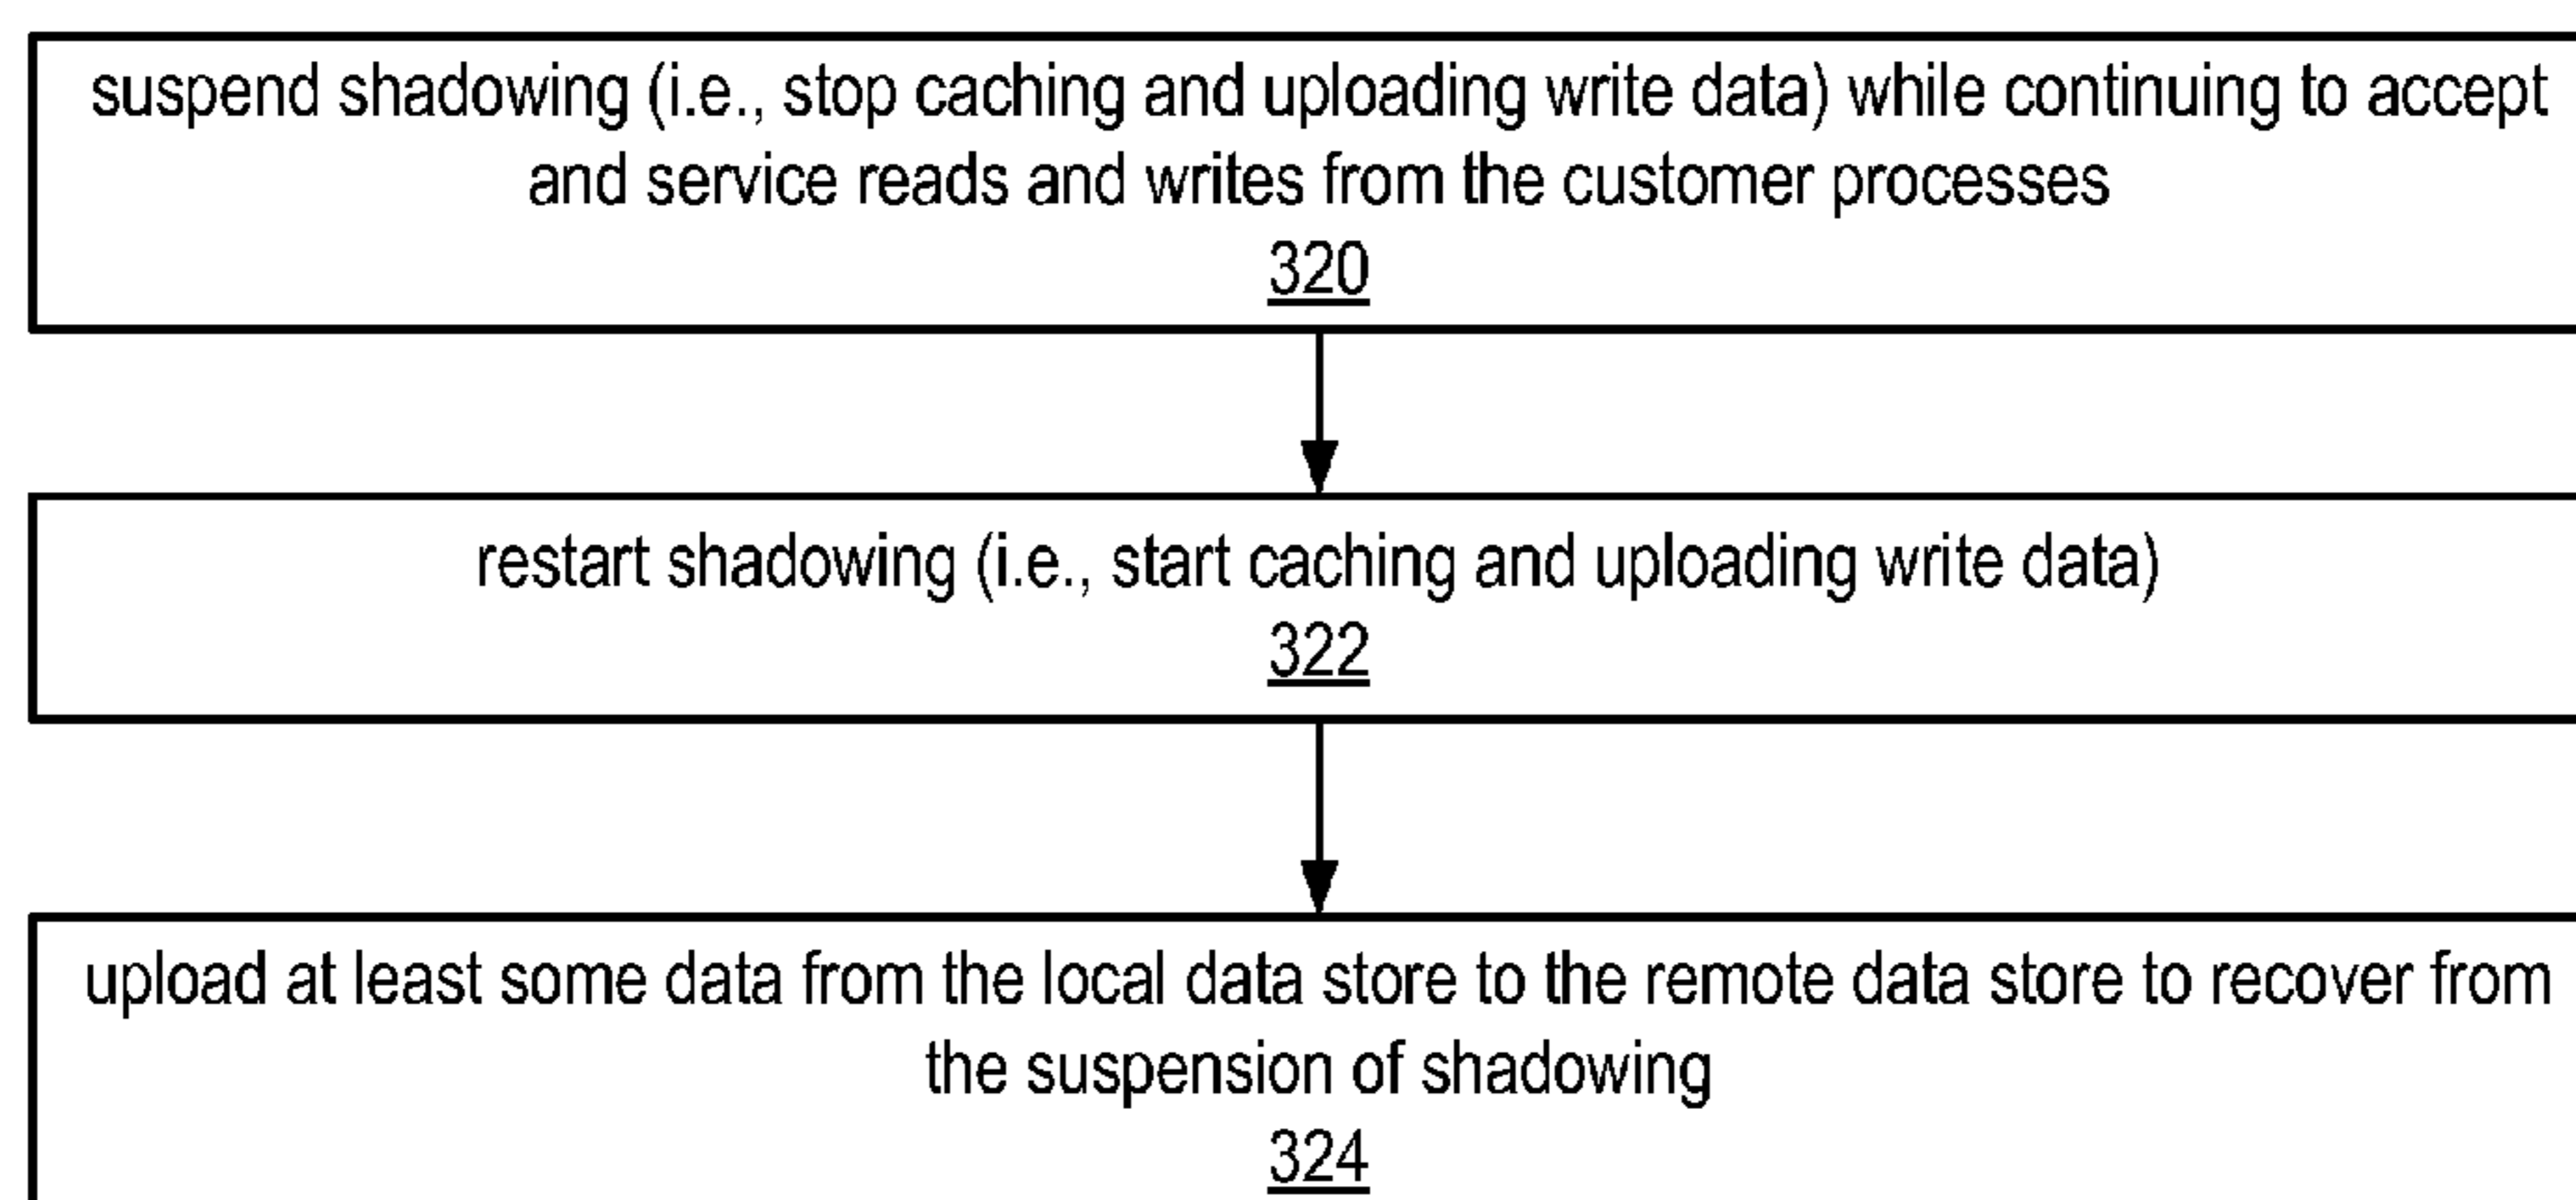 suspend shadowing (i.e., stop caching and uploading write data) while continuing to accept
and service reads and writes from the customer processes
320
restart shadowing (i.e., start caching and uploading write data)
322
upload at least some data from the local data store to the remote data store to recover from
the suspension of shadowing
324